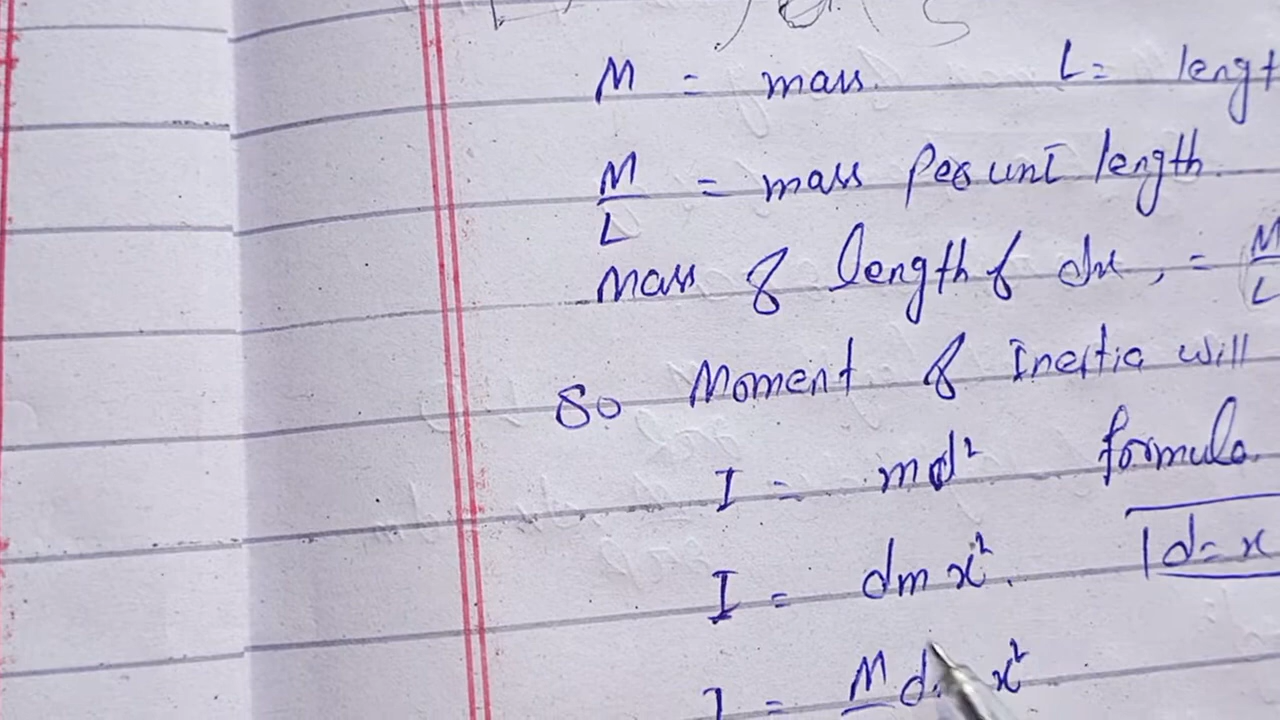 M = mass. L= lengt
M/L = mass per unit length.
mass of length of dx, = M/L
So Moment of Inertia will
I = md² formula.
I = dm x². d=x
I = M d x²